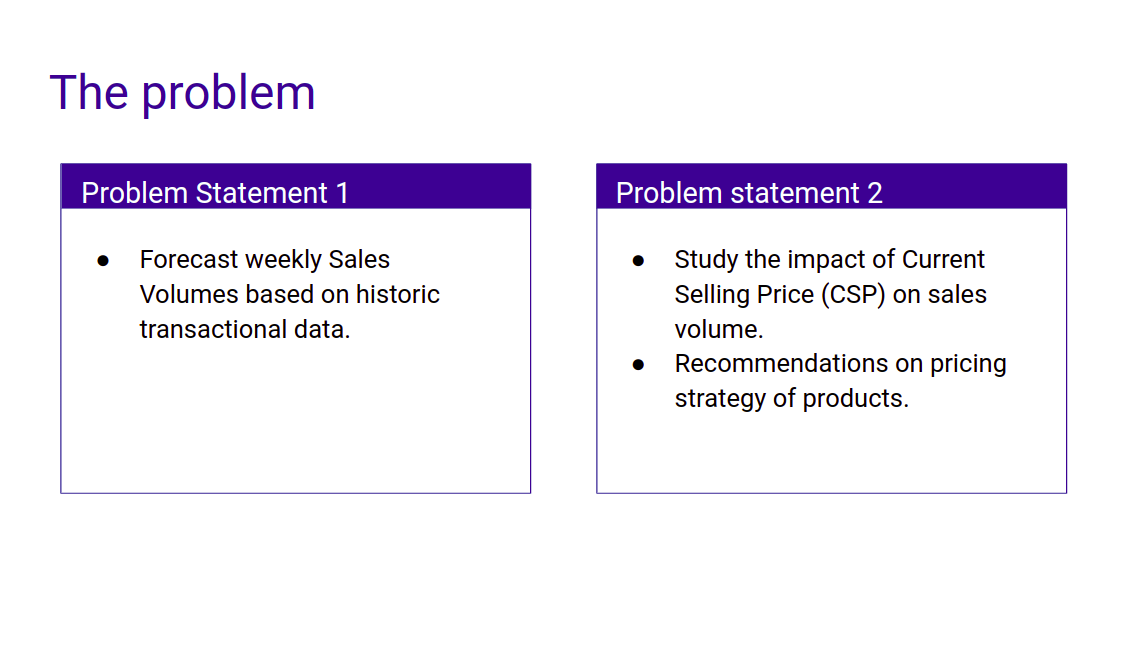 The problem
Problem Statement 1
● Forecast weekly Sales
Volumes based on historic
transactional data.
Problem statement 2
● Study the impact of Current
Selling Price (CSP) on sales
volume.
● Recommendations on pricing
strategy of products.